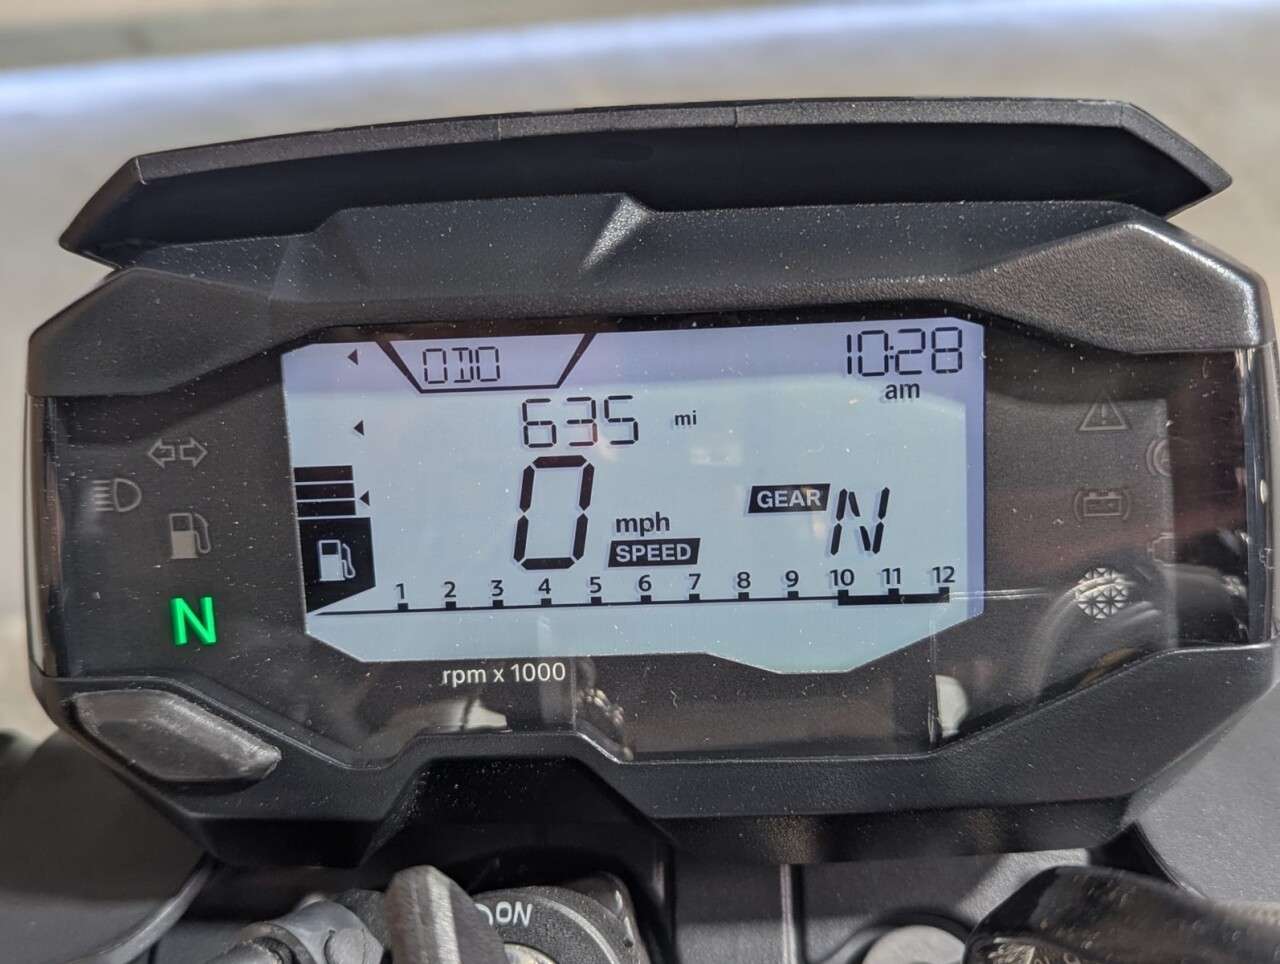 ODO
10:28
am
635 mi
0 mph
SPEED
GEAR N
1 2 3 4 5 6 7 8 9 10 11 12
N
rpm x 1000
ON